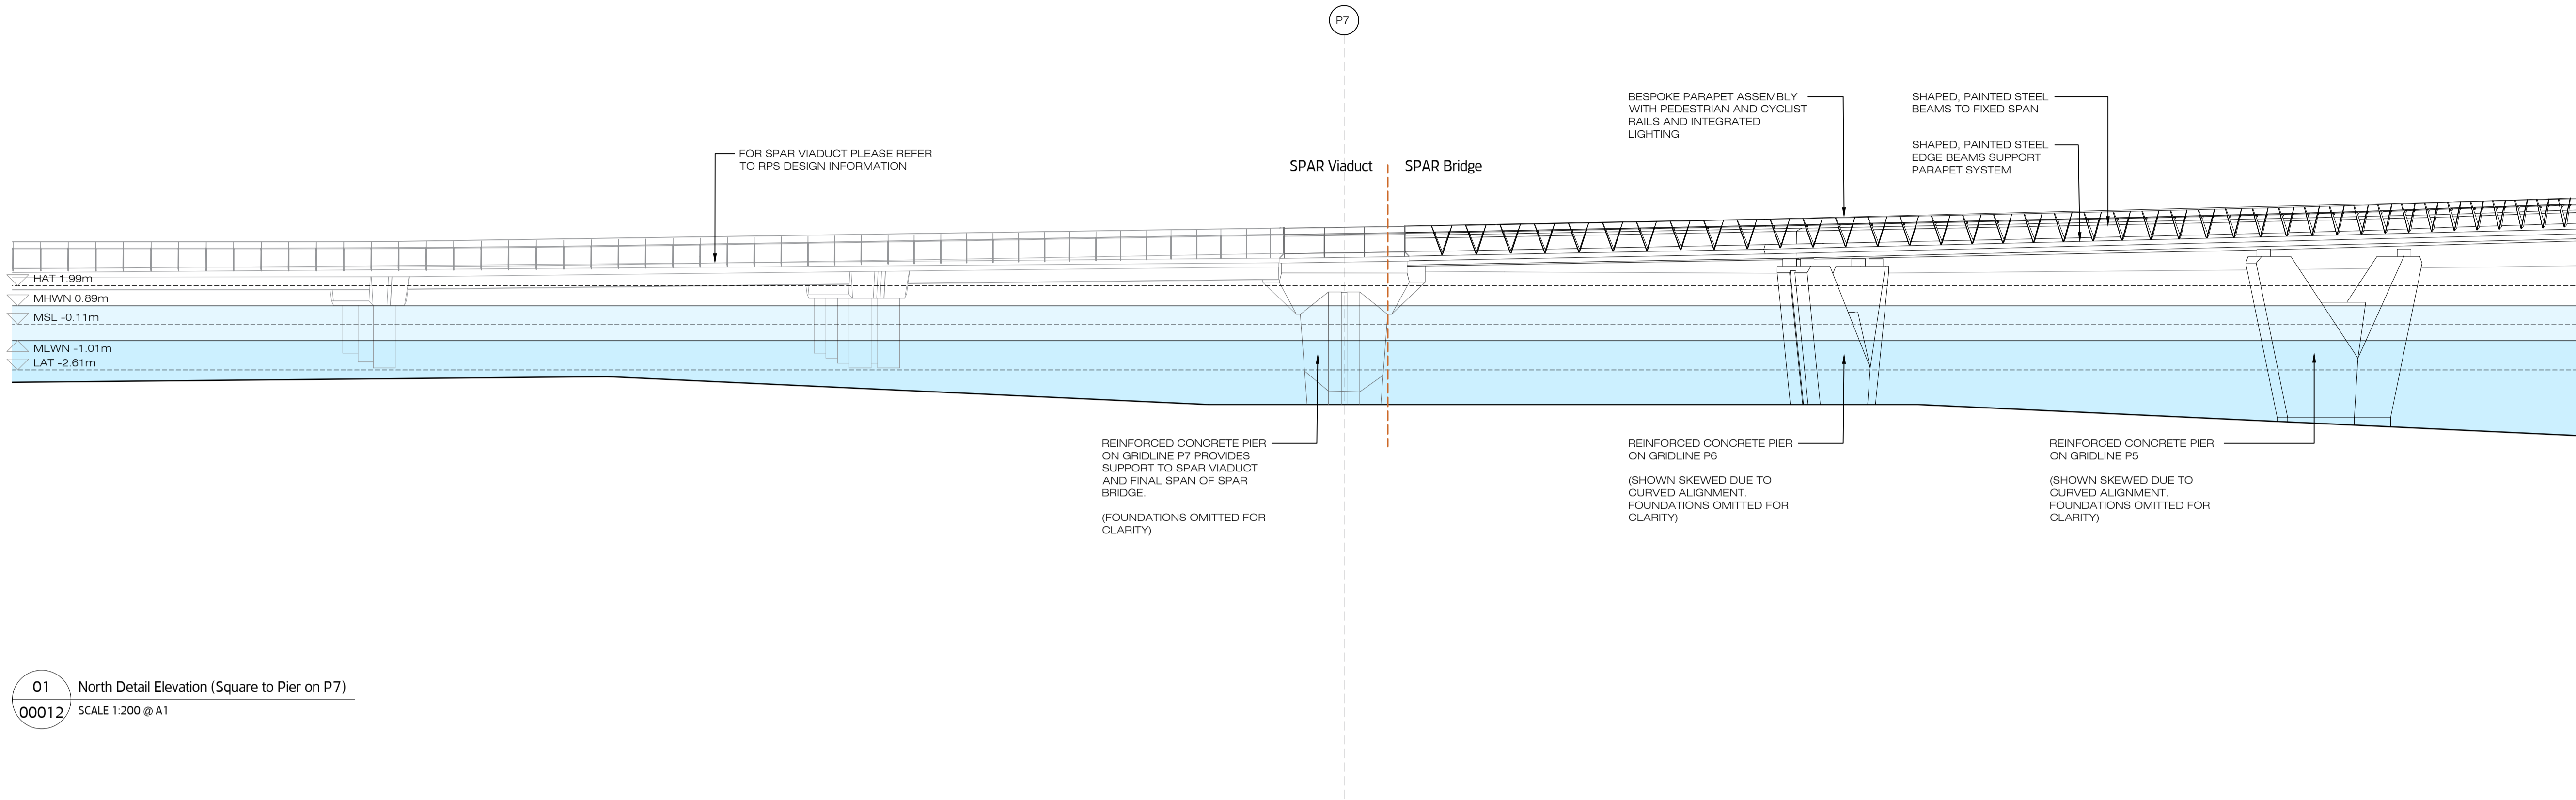 P7
BESPOKE PARAPET ASSEMBLY
WITH PEDESTRIAN AND CYCLIST
RAILS AND INTEGRATED
LIGHTING
SHAPED, PAINTED STEEL
BEAMS TO FIXED SPAN
SHAPED, PAINTED STEEL
EDGE BEAMS SUPPORT
PARAPET SYSTEM
FOR SPAR VIADUCT PLEASE REFER
TO RPS DESIGN INFORMATION
SPAR Viaduct
SPAR Bridge
HAT 1.99m
MHWN 0.89m
MSL -0.11m
MLWN -1.01m
LAT -2.61m
REINFORCED CONCRETE PIER
ON GRIDLINE P7 PROVIDES
SUPPORT TO SPAR VIADUCT
AND FINAL SPAN OF SPAR
BRIDGE.
(FOUNDATIONS OMITTED FOR
CLARITY)
REINFORCED CONCRETE PIER
ON GRIDLINE P6
(SHOWN SKEWED DUE TO
CURVED ALIGNMENT.
FOUNDATIONS OMITTED FOR
CLARITY)
REINFORCED CONCRETE PIER
ON GRIDLINE P5
(SHOWN SKEWED DUE TO
CURVED ALIGNMENT.
FOUNDATIONS OMITTED FOR
CLARITY)
01
North Detail Elevation (Square to Pier on P7)
00012
SCALE 1:200 @ A1